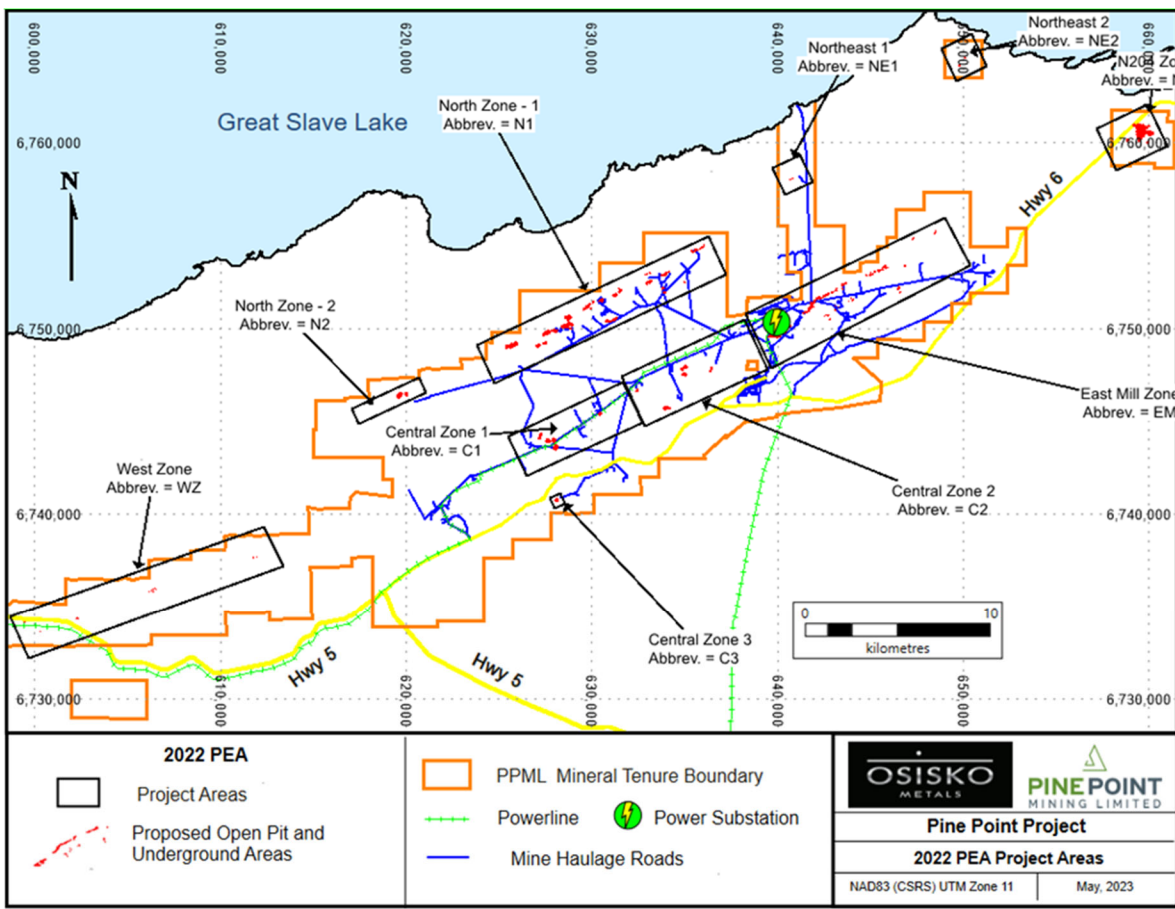 600,000
620,000
630,000
640,000
650,000
660,000
Northeast 2
Abbrev. = NE2
Northeast 1
Abbrev. = NE1
N204 Zo
Abbrev. = N
North Zone - 1
Abbrev. = N1
Great Slave Lake
6,760,000
6,760,000
N
Hwy 6
North Zone - 2
Abbrev. = N2
6,750,000
6,750,000
East Mill Zone
Abbrev. = EM
Central Zone 1
Abbrev. = C1
West Zone
Abbrev. = WZ
Central Zone 2
Abbrev. = C2
6,740,000
6,740,000
0 10
kilometres
Central Zone 3
Abbrev. = C3
Hwy 5
Hwy 5
6,730,000
6,730,000
610,000
620,000
630,000
640,000
650,000
2022 PEA
Project Areas
Proposed Open Pit and
Underground Areas
PPML Mineral Tenure Boundary
Powerline
Power Substation
Mine Haulage Roads
OSISKO
METALS
PINE POINT
MINING LIMITED
Pine Point Project
2022 PEA Project Areas
NAD83 (CSRS) UTM Zone 11
May, 2023